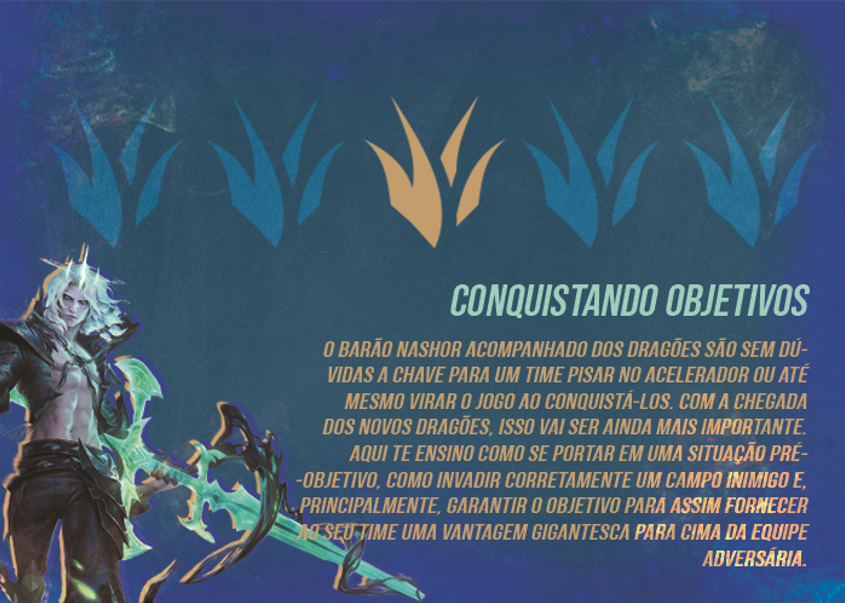 CONQUISTANDO OBJETIVOS
O BARÃO NASHOR ACOMPANHADO DOS DRAGÕES SÃO SEM DÚ-
VIDAS A CHAVE PARA UM TIME PISAR NO ACELERADOR OU ATÉ
MESMO VIRAR O JOGO AO CONQUISTÁ-LOS. COM A CHEGADA
DOS NOVOS DRAGÕES, ISSO VAI SER AINDA MAIS IMPORTANTE.
AQUI TE ENSINO COMO SE PORTAR EM UMA SITUAÇÃO PRÉ-
-OBJETIVO, COMO INVADIR CORRETAMENTE UM CAMPO INIMIGO E,
PRINCIPALMENTE, GARANTIR O OBJETIVO PARA ASSIM FORNECER
AO SEU TIME UMA VANTAGEM GIGANTESCA PARA CIMA DA EQUIPE
ADVERSÁRIA.